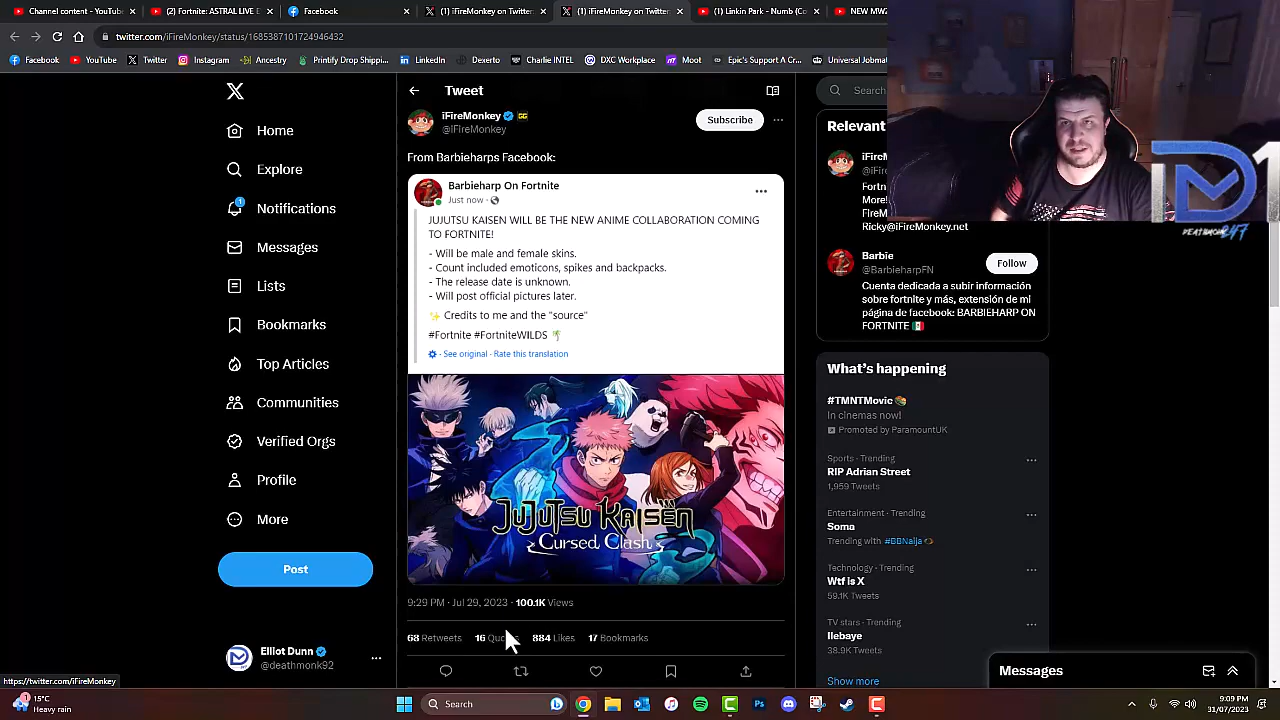 Channel content - YouTub
(2) Fortnite: ASTRAL LIVE E
Facebook
(1) iFireMonkey on Twitter
(1) iFireMonkey on Twitter
(1) Linkin Park - Numb (C
NEW MW2
twitter.com/iFireMonkey/status/1685387101724946432
Facebook
YouTube
Twitter
Instagram
Ancestry
Printify Drop Shippi...
LinkedIn
Dexerto
Charlie INTEL
DXC Workplace
Moot
Epic's Support A Cr...
Universal Jobma
Home
Explore
1
Notifications
Messages
Lists
Bookmarks
Top Articles
Communities
Verified Orgs
Profile
More
Post
Elliot Dunn
@deathmonk92
https://twitter.com/iFireMonkey
Tweet
iFireMonkey
@iFireMonkey
Subscribe
From Barbieharps Facebook:
Barbieharp On Fortnite
Just now ·
JUJUTSU KAISEN WILL BE THE NEW ANIME COLLABORATION COMING
TO FORTNITE!
- Will be male and female skins.
- Count included emoticons, spikes and backpacks.
- The release date is unknown.
- Will post official pictures later.
✨ Credits to me and the "source"
#Fortnite #FortniteWILDS 🌴
· See original · Rate this translation
JUJUTSU KAISEN
Cursed Clash
9:29 PM · Jul 29, 2023 · 100.1K Views
68 Retweets 16 884 Likes 17 Bookmarks
Search
Relevant
Ricky@iFireMonkey.net
Barbie
@BarbieharpFN
Follow
Cuenta dedicada a subir información
sobre fortnite y más, extensión de mi
página de facebook: BARBIEHARP ON
FORTNITE 🇲🇽
What's happening
#TMNTMovie
In cinemas now!
Promoted by ParamountUK
Sports · Trending
RIP Adrian Street
1,959 Tweets
Entertainment · Trending
Soma
Trending with #BBNaija
Technology · Trending
Wtf is X
59.1K Tweets
TV stars · Trending
Ilebaye
38.9K Tweets
Show more
Messages
DEATHMONK 247
1
15°C
Heavy rain
Search
9:09 PM
31/07/2023